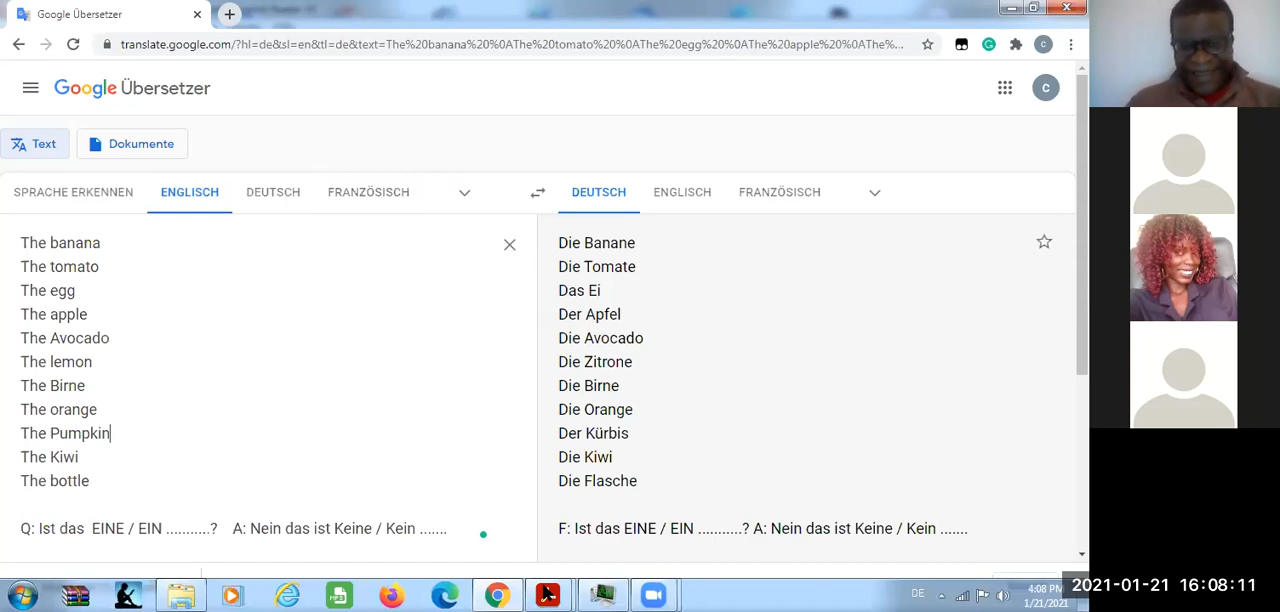 Google Übersetzer
translate.google.com/?hl=de&sl=en&tl=de&text=The%20banana%20%0AThe%20tomato%20%0AThe%20egg%20%0AThe%20apple%20%0AThe%20Avocado%20%0AThe...
c
Google Übersetzer
c
Text
Dokumente
SPRACHE ERKENNEN ENGLISCH DEUTSCH FRANZÖSISCH
DEUTSCH ENGLISCH FRANZÖSISCH
The banana
The tomato
The egg
The apple
The Avocado
The lemon
The Birne
The orange
The Pumpkin
The Kiwi
The bottle
Q: Ist das EINE / EIN ...........? A: Nein das ist Keine / Kein .......
Die Banane
Die Tomate
Das Ei
Der Apfel
Die Avocado
Die Zitrone
Die Birne
Die Orange
Der Kürbis
Die Kiwi
Die Flasche
F: Ist das EINE / EIN ...........? A: Nein das ist Keine / Kein .......
DE
4:08 PM
1/21/2021
2021-01-21 16:08:11